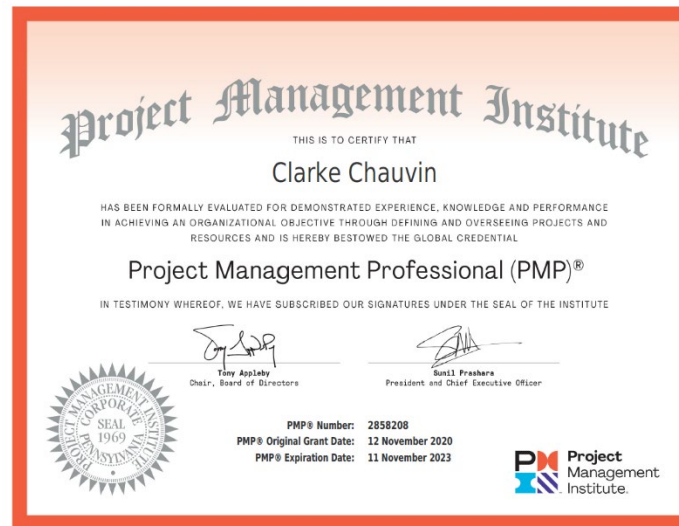 Project Management Institute
THIS IS TO CERTIFY THAT
Clarke Chauvin
HAS BEEN FORMALLY EVALUATED FOR DEMONSTRATED EXPERIENCE, KNOWLEDGE AND PERFORMANCE
IN ACHIEVING AN ORGANIZATIONAL OBJECTIVE THROUGH DEFINING AND OVERSEEING PROJECTS AND
RESOURCES AND IS HEREBY BESTOWED THE GLOBAL CREDENTIAL
Project Management Professional (PMP)®
IN TESTIMONY WHEREOF, WE HAVE SUBSCRIBED OUR SIGNATURES UNDER THE SEAL OF THE INSTITUTE
Tony Appleby
Chair, Board of Directors
Sunil Prashara
President and Chief Executive Officer
PROJECT MANAGEMENT INSTITUTE
CORPORATE
SEAL
1969
PENNSYLVANIA
PMP® Number: 2858208
PMP® Original Grant Date: 12 November 2020
PMP® Expiration Date: 11 November 2023
Project
Management
Institute.